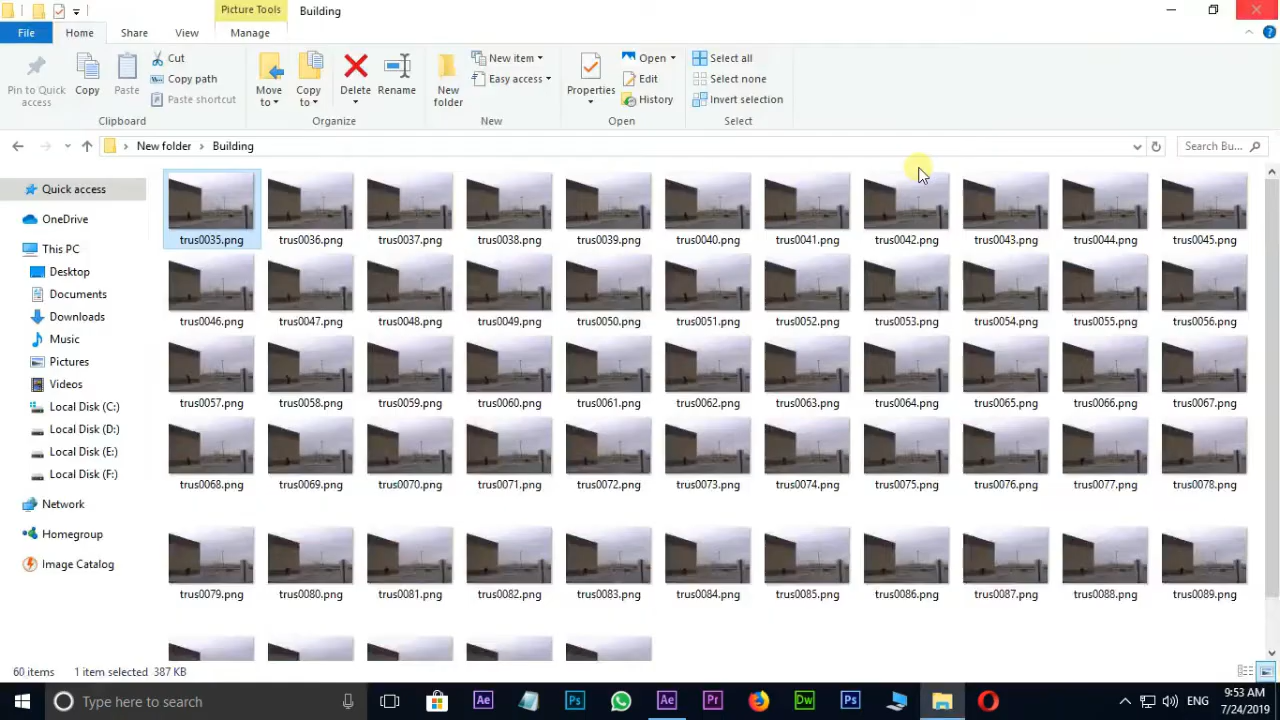 Picture Tools
Building
File
Home
Share
View
Manage
Pin to Quick access
Copy
Paste
Cut
Copy path
Paste shortcut
Clipboard
Move to
Copy to
Delete
Rename
Organize
New folder
New item
Easy access
New
Properties
Open
Edit
History
Open
Select all
Select none
Invert selection
Select
New folder
Building
Search Bu...
Quick access
OneDrive
This PC
Desktop
Documents
Downloads
Music
Pictures
Videos
Local Disk (C:)
Local Disk (D:)
Local Disk (E:)
Local Disk (F:)
Network
Homegroup
Image Catalog
trus0035.png trus0036.png trus0037.png trus0038.png trus0039.png trus0040.png trus0041.png trus0042.png trus0043.png trus0044.png trus0045.png
trus0046.png trus0047.png trus0048.png trus0049.png trus0050.png trus0051.png trus0052.png trus0053.png trus0054.png trus0055.png trus0056.png
trus0057.png trus0058.png trus0059.png trus0060.png trus0061.png trus0062.png trus0063.png trus0064.png trus0065.png trus0066.png trus0067.png
trus0068.png trus0069.png trus0070.png trus0071.png trus0072.png trus0073.png trus0074.png trus0075.png trus0076.png trus0077.png trus0078.png
trus0079.png trus0080.png trus0081.png trus0082.png trus0083.png trus0084.png trus0085.png trus0086.png trus0087.png trus0088.png trus0089.png
60 items 1 item selected 387 KB
Type here to search
Ae
Ps
Ae
Pr
Dw
Ps
ENG
9:53 AM
7/24/2019